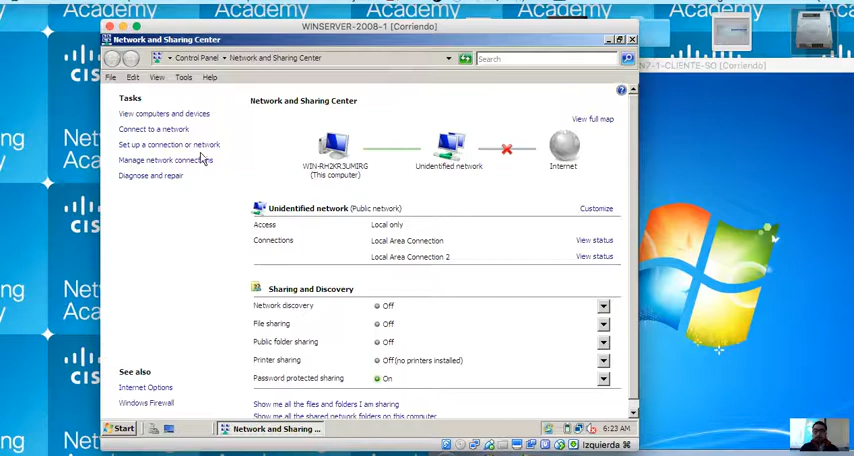 Academy
Academy
Academy
WINSERVER-2008-1 [Corriendo]
N7-1-CLIENTE-SO [Corriendo]
Network and Sharing Center
Control Panel
Network and Sharing Center
Search
File
Edit
View
Tools
Help
Tasks
View computers and devices
Connect to a network
Set up a connection or network
Manage network connections
Diagnose and repair
See also
Internet Options
Windows Firewall
Network and Sharing Center
View full map
WIN-RH2KR3UMIRG
(This computer)
Unidentified network
Internet
Unidentified network (Public network)
Customize
Access
Local only
Connections
Local Area Connection
View status
Local Area Connection 2
View status
Sharing and Discovery
Network discovery
Off
File sharing
Off
Public folder sharing
Off
Printer sharing
Off (no printers installed)
Password protected sharing
On
Show me all the files and folders I am sharing
Show me all the shared network folders on this computer
Start
Network and Sharing ...
6:23 AM
Izquierda ⌘